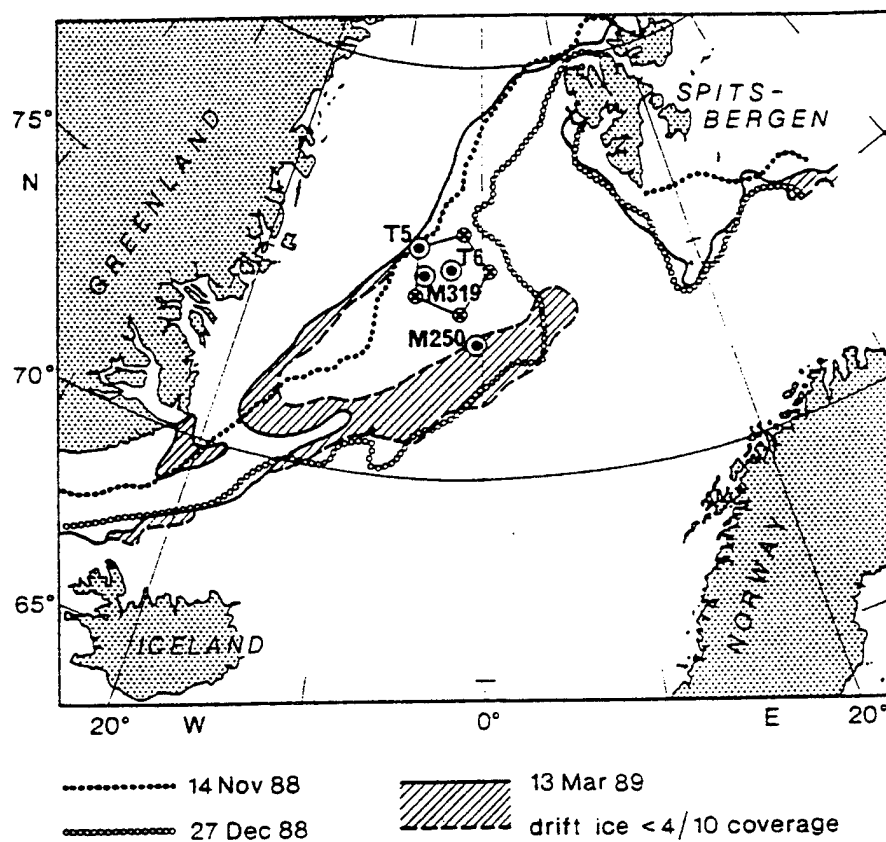 SPITS-
BERGEN
75°
N
GREENLAND
T5
T6
M319
M250
70°
65°
IGELAND
NORWAY
20°
W
0°
E
20°
14 Nov 88
13 Mar 89
27 Dec 88
drift ice <4/10 coverage